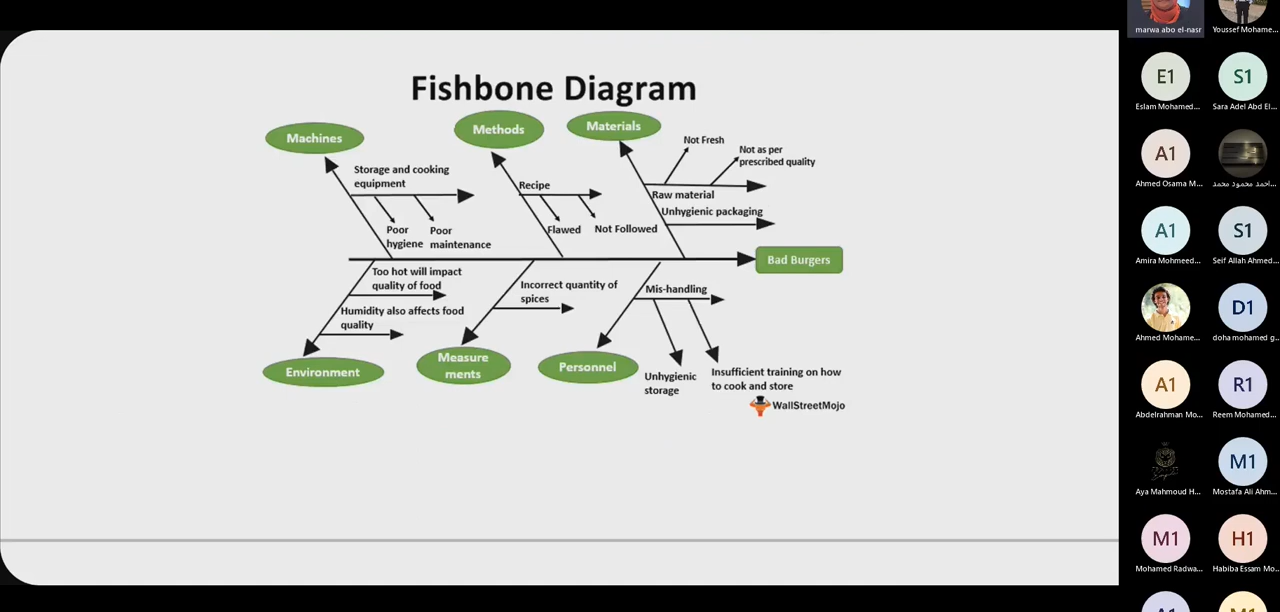 Fishbone Diagram
Machines
Methods
Materials
Storage and cooking
equipment
Poor
hygiene
Poor
maintenance
Recipe
Flawed
Not Followed
Not Fresh
Not as per
prescribed quality
Raw material
Unhygienic packaging
Bad Burgers
Too hot will impact
quality of food
Humidity also affects food
quality
Environment
Incorrect quantity of
spices
Measure
ments
Mis-handling
Personnel
Unhygienic
storage
Insufficient training on how
to cook and store
WallStreetMojo
marwa abo el-nasr
Youssef Mohame...
E1
S1
Eslam Mohamed...
Sara Adel Abd El...
A1
Ahmed Osama M...
احمد محمود محمد...
A1
S1
Amira Mohmeed...
Seif Allah Ahmed...
D1
Ahmed Mohame...
doha mohamed g...
A1
R1
Abdelrahman Mo...
Reem Mohamed...
M1
Aya Mahmoud H...
Mostafa Ali Ahm...
M1
H1
Mohamed Radwa...
Habiba Essam Mo...
A1
M1